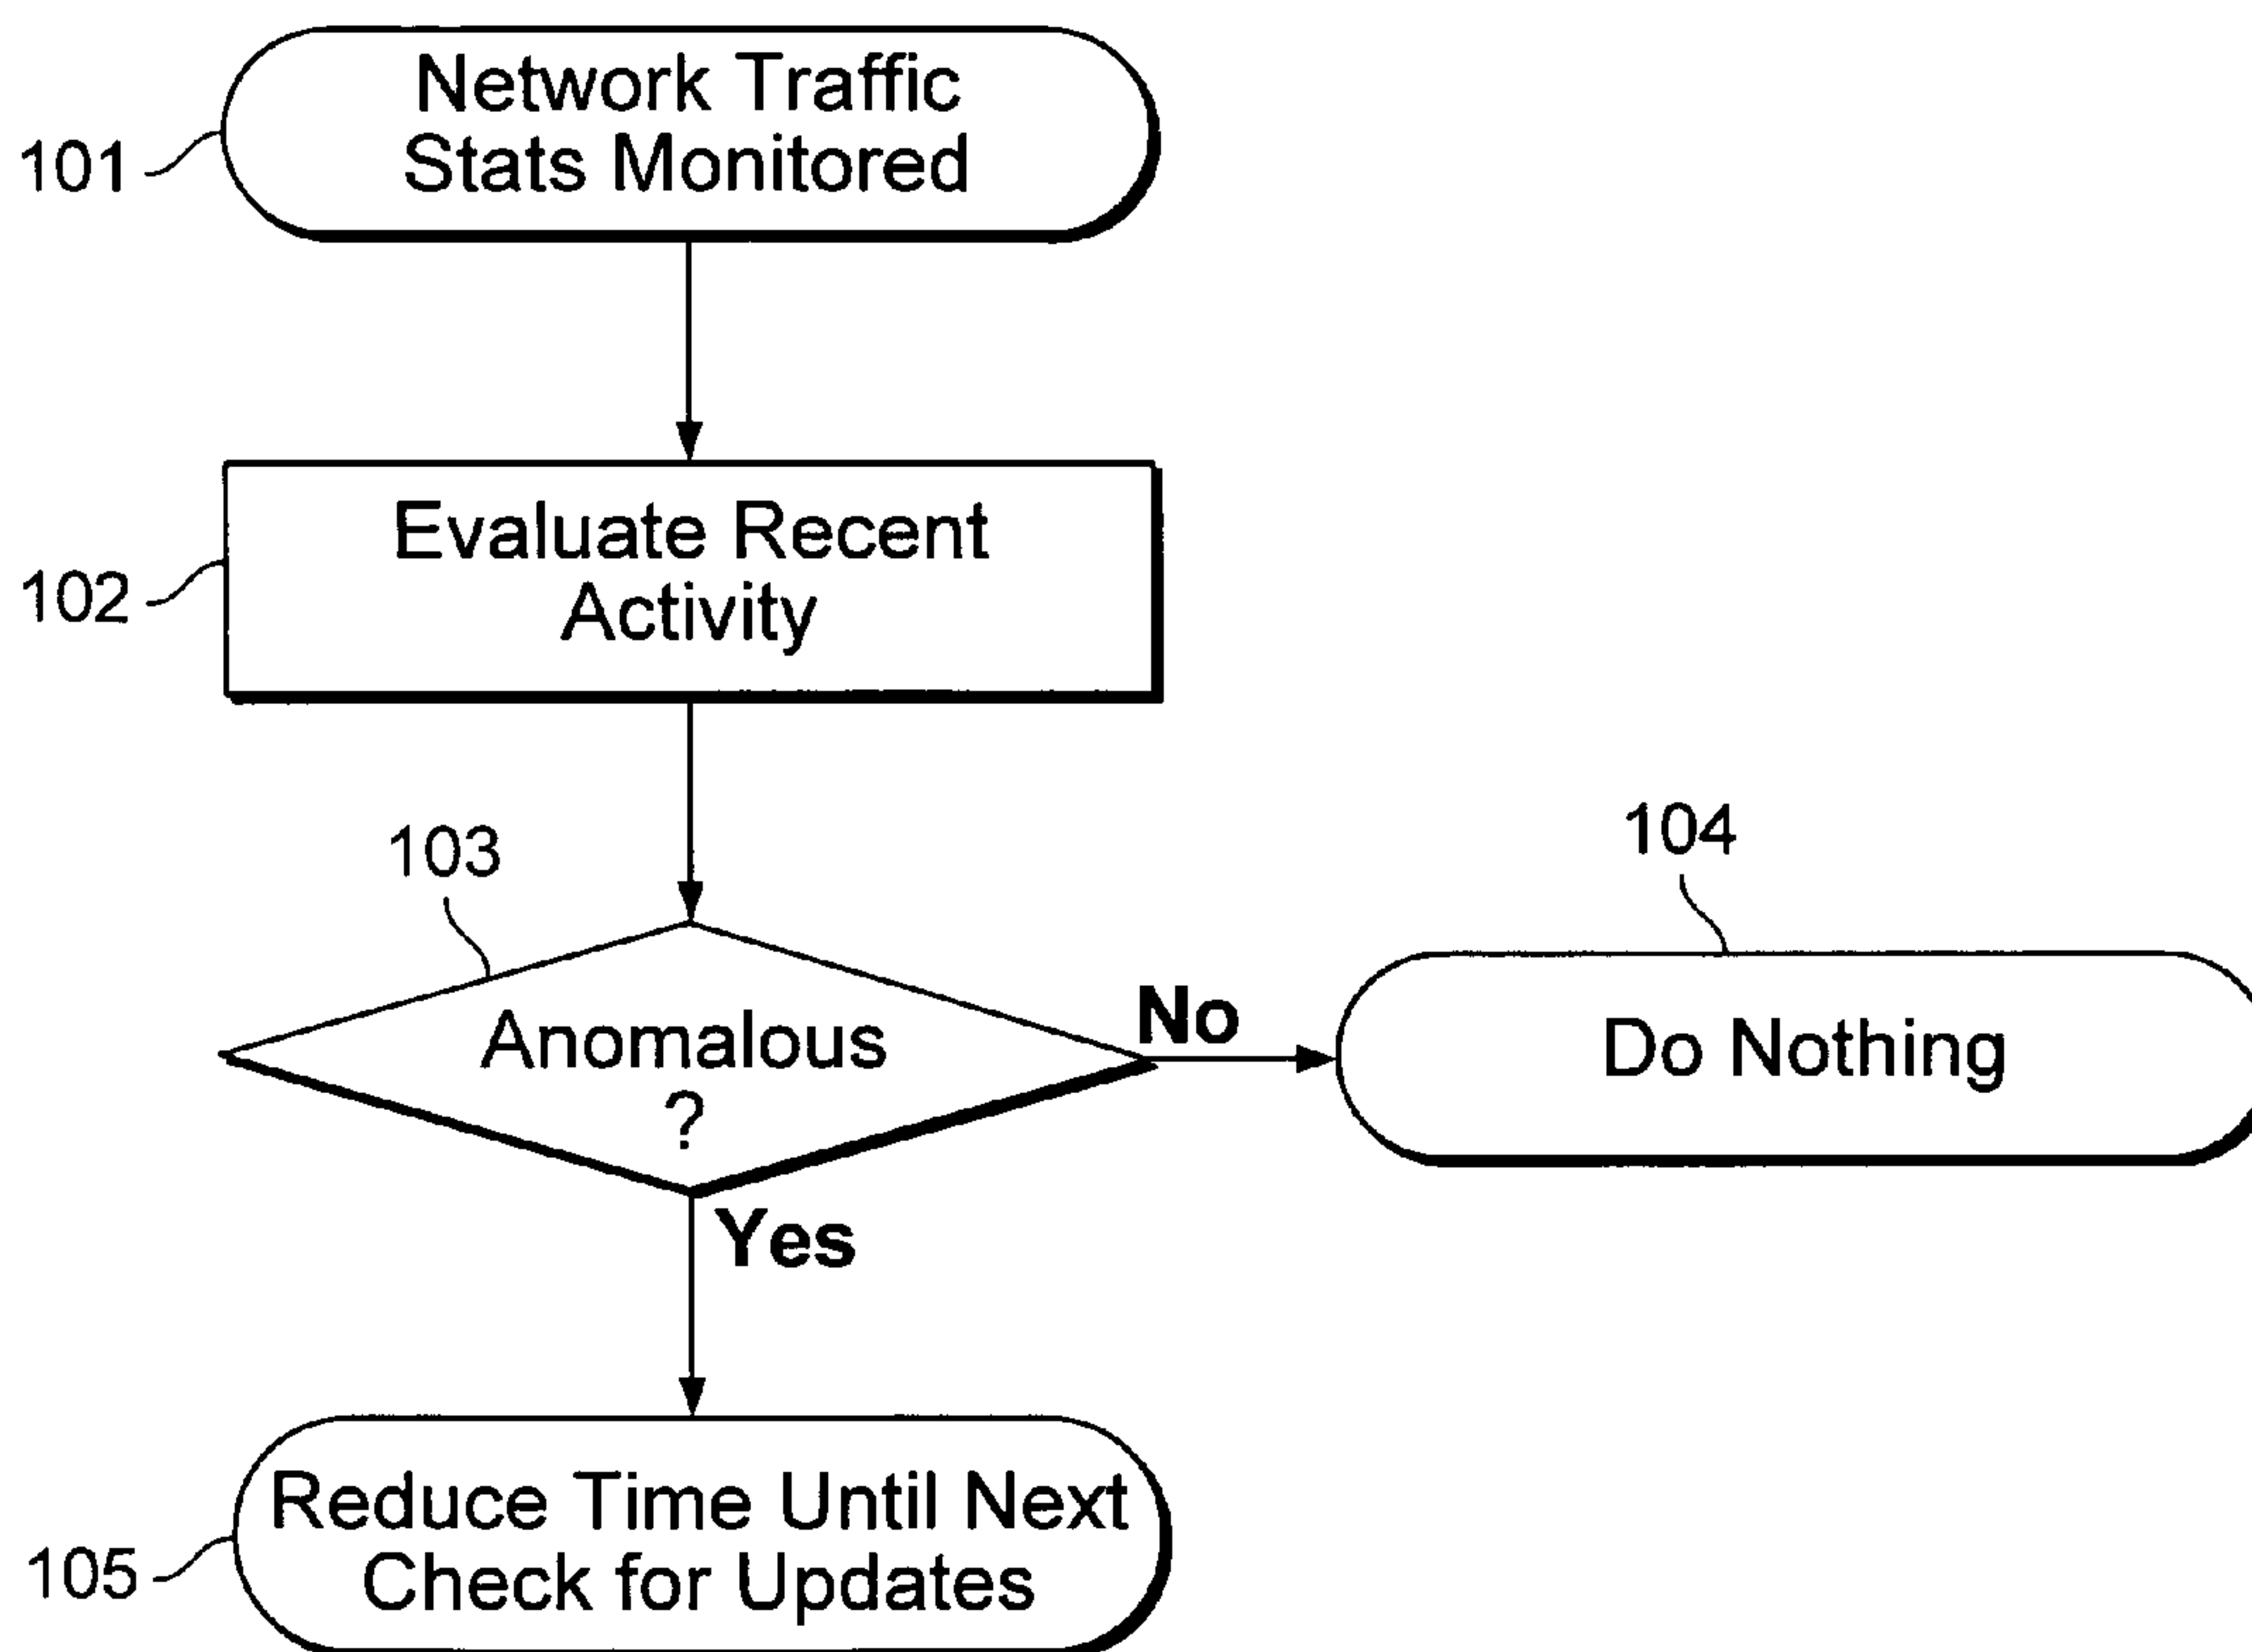 Network Traffic
Stats Monitored
101
Evaluate Recent
Activity
102
103
104
Anomalous
?
No
Do Nothing
Yes
Reduce Time Until Next
Check for Updates
105